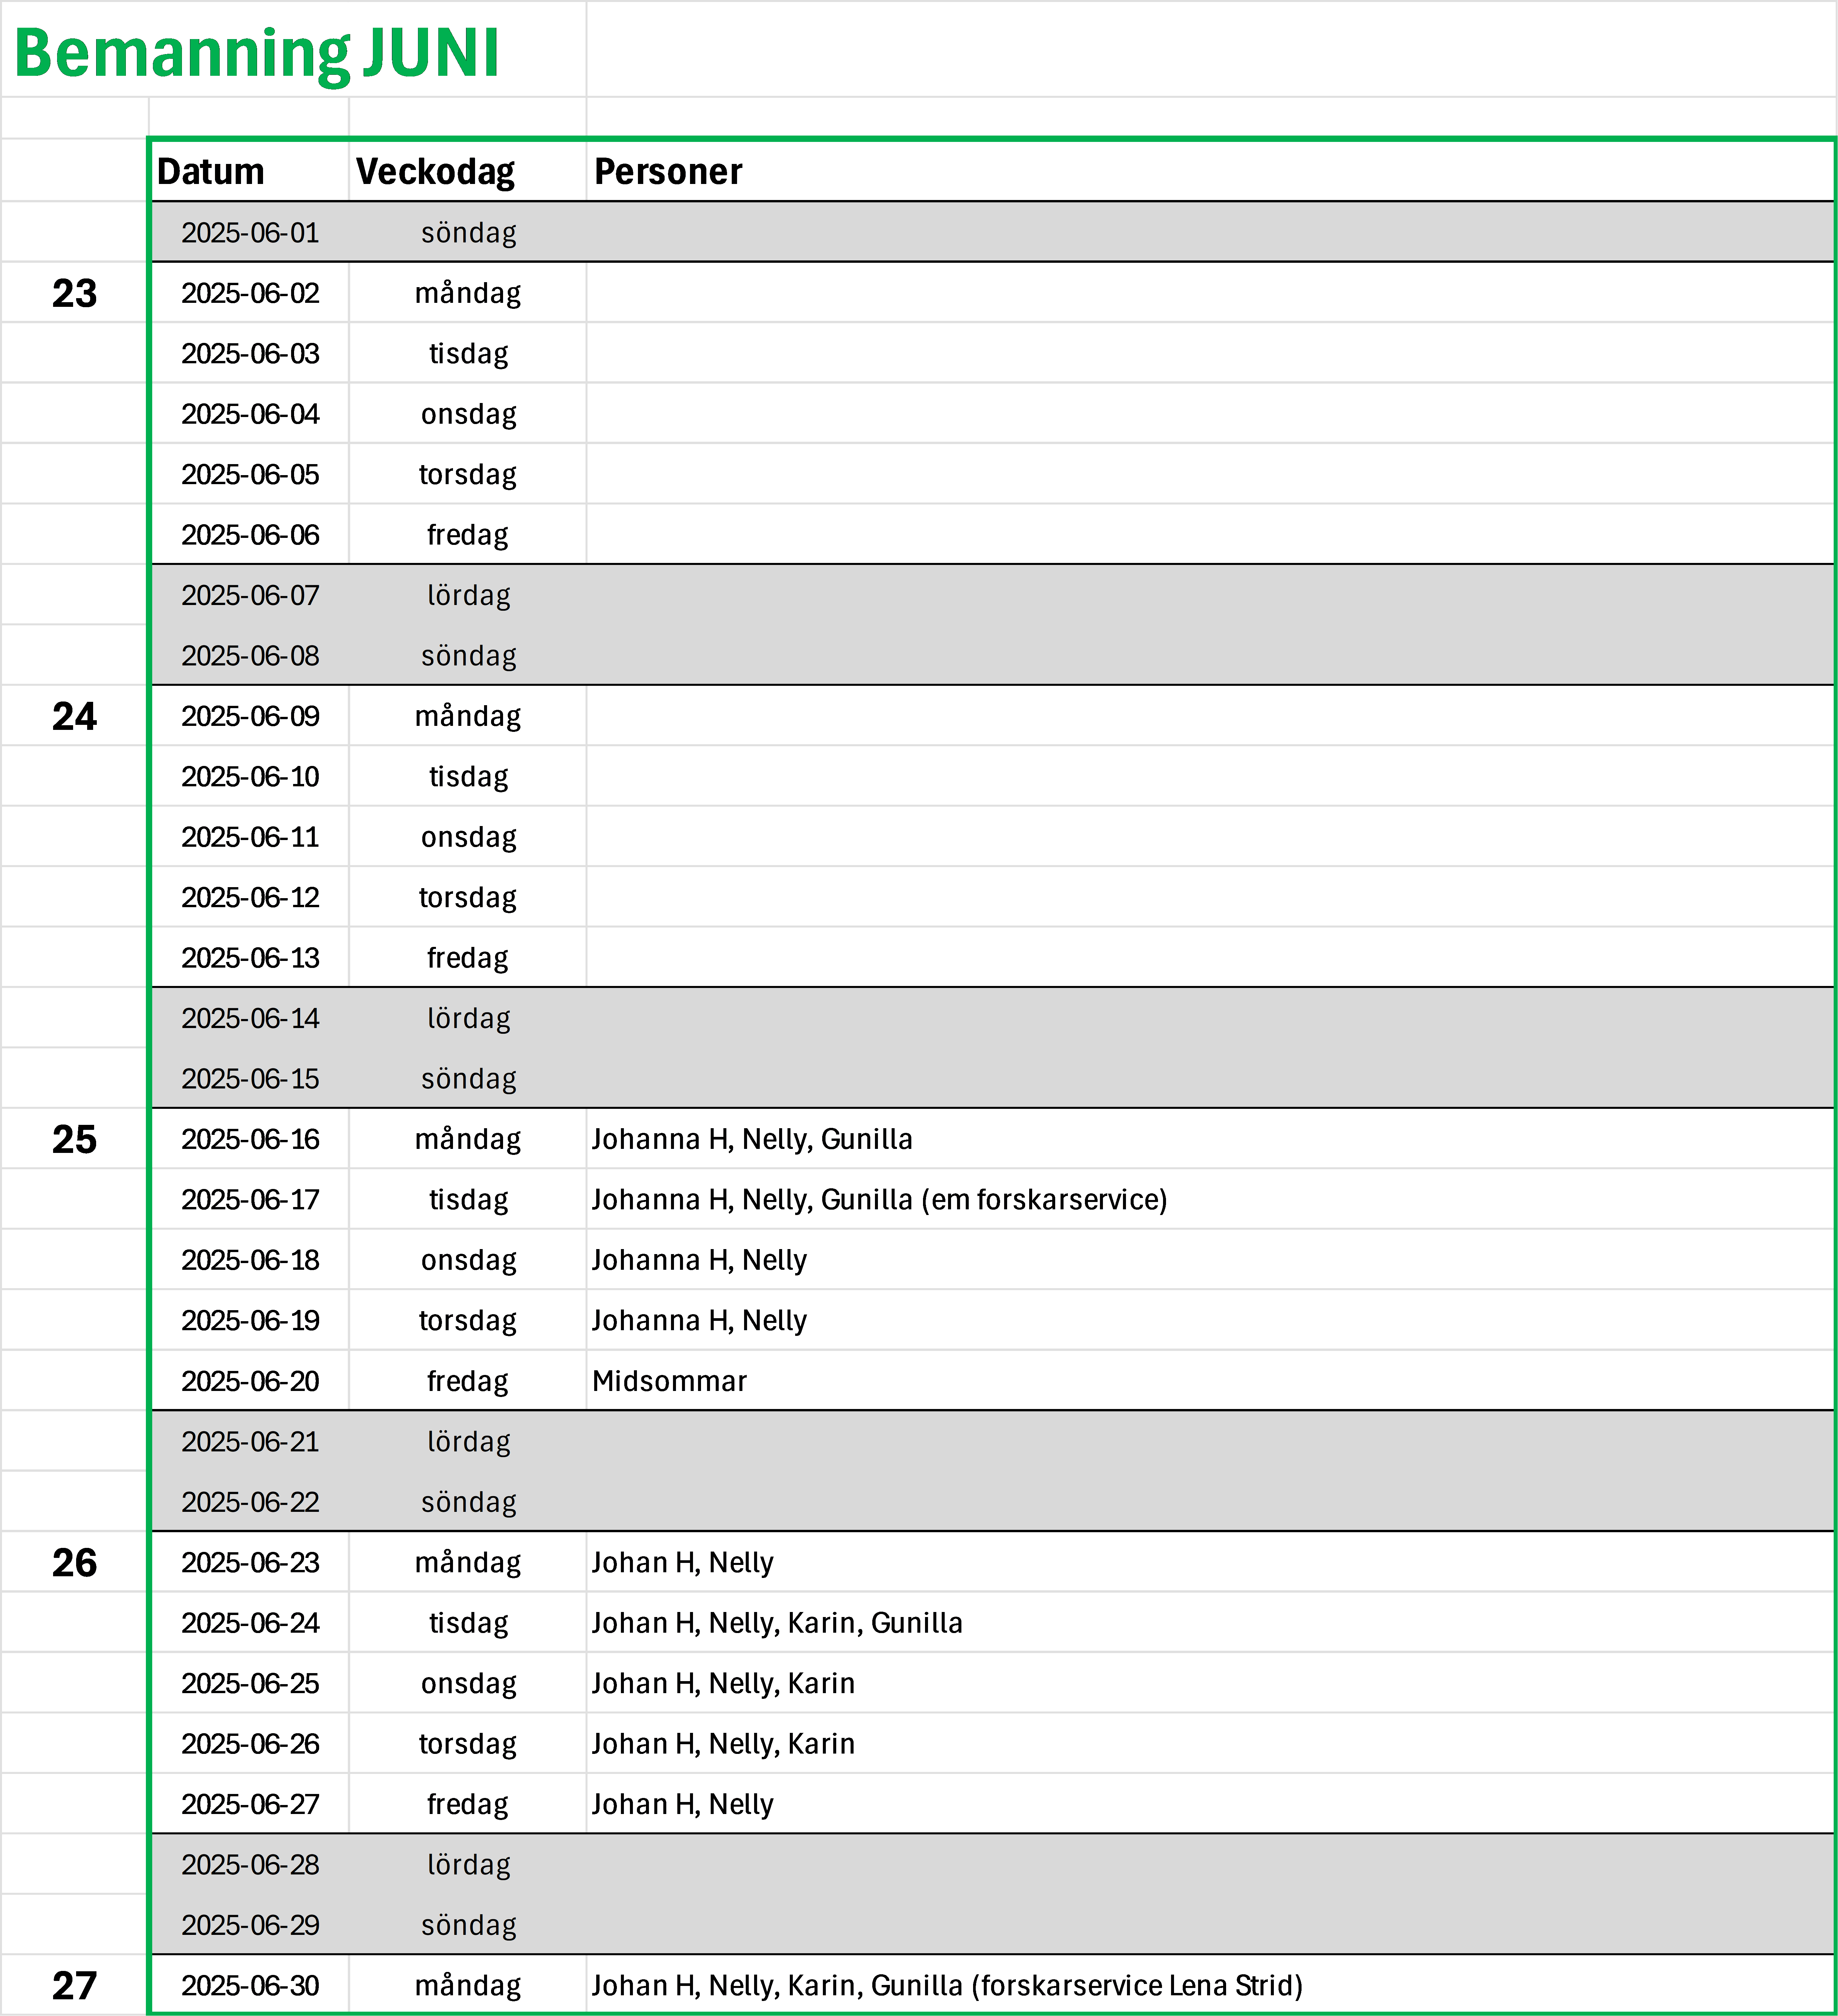 Bemanning JUNI
Datum Veckodag Personer
2025-06-01 söndag
23 2025-06-02 måndag
2025-06-03 tisdag
2025-06-04 onsdag
2025-06-05 torsdag
2025-06-06 fredag
2025-06-07 lördag
2025-06-08 söndag
24 2025-06-09 måndag
2025-06-10 tisdag
2025-06-11 onsdag
2025-06-12 torsdag
2025-06-13 fredag
2025-06-14 lördag
2025-06-15 söndag
25 2025-06-16 måndag Johanna H, Nelly, Gunilla
2025-06-17 tisdag Johanna H, Nelly, Gunilla (em forskarservice)
2025-06-18 onsdag Johanna H, Nelly
2025-06-19 torsdag Johanna H, Nelly
2025-06-20 fredag Midsommar
2025-06-21 lördag
2025-06-22 söndag
26 2025-06-23 måndag Johan H, Nelly
2025-06-24 tisdag Johan H, Nelly, Karin, Gunilla
2025-06-25 onsdag Johan H, Nelly, Karin
2025-06-26 torsdag Johan H, Nelly, Karin
2025-06-27 fredag Johan H, Nelly
2025-06-28 lördag
2025-06-29 söndag
27 2025-06-30 måndag Johan H, Nelly, Karin, Gunilla (forskarservice Lena Strid)